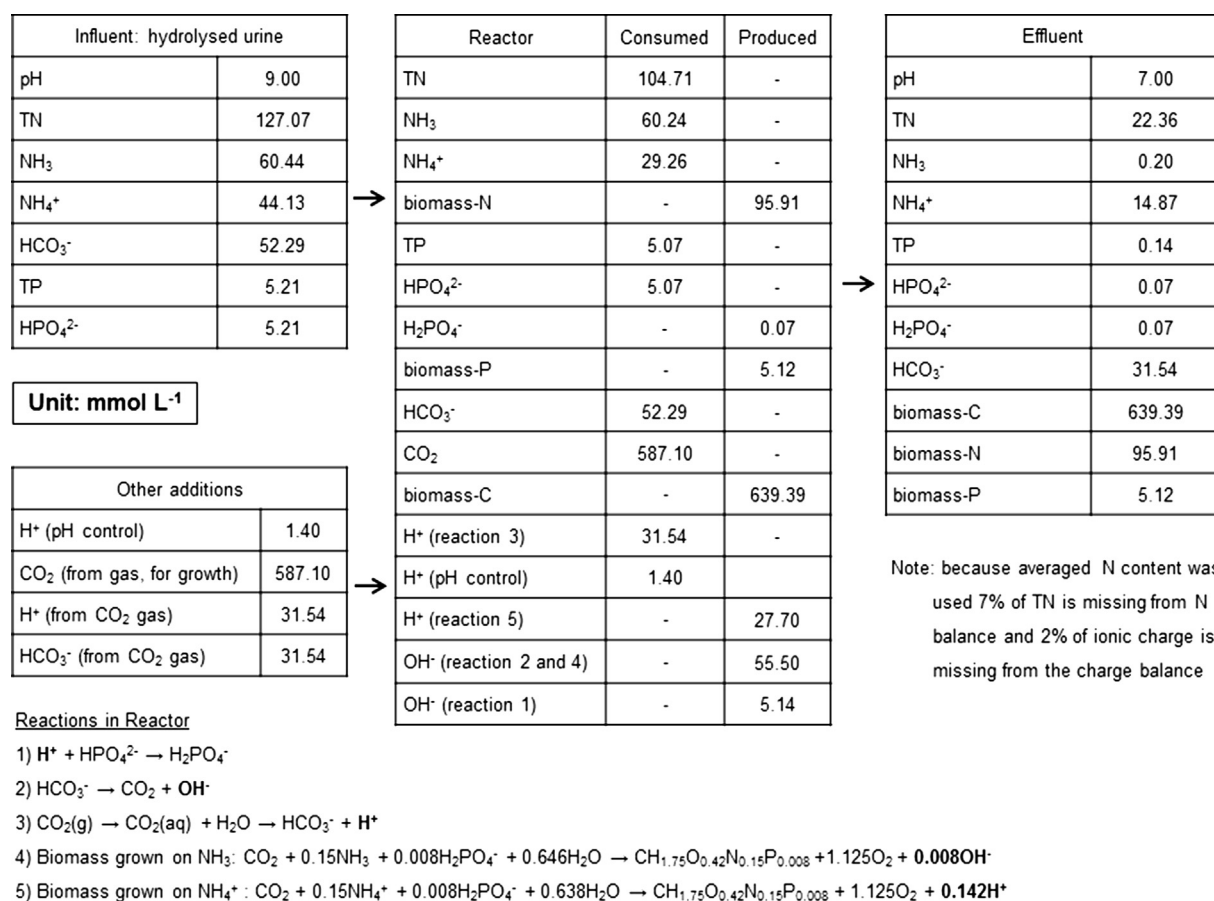 Influent: hydrolysed urine
pH 9.00
TN 127.07
NH₃ 60.44
NH₄⁺ 44.13
HCO₃⁻ 52.29
TP 5.21
HPO₄²⁻ 5.21
Unit: mmol L⁻¹
Other additions
H⁺ (pH control) 1.40
CO₂ (from gas, for growth) 587.10
H⁺ (from CO₂ gas) 31.54
HCO₃⁻ (from CO₂ gas) 31.54
→
→
Reactor Consumed Produced
TN 104.71 -
NH₃ 60.24 -
NH₄⁺ 29.26 -
biomass-N - 95.91
TP 5.07 -
HPO₄²⁻ 5.07 -
H₂PO₄⁻ - 0.07
biomass-P - 5.12
HCO₃⁻ 52.29 -
CO₂ 587.10 -
biomass-C - 639.39
H⁺ (reaction 3) 31.54 -
H⁺ (pH control) 1.40 -
H⁺ (reaction 5) - 27.70
OH⁻ (reaction 2 and 4) - 55.50
OH⁻ (reaction 1) - 5.14
→
Effluent
pH 7.00
TN 22.36
NH₃ 0.20
NH₄⁺ 14.87
TP 0.14
HPO₄²⁻ 0.07
H₂PO₄⁻ 0.07
HCO₃⁻ 31.54
biomass-C 639.39
biomass-N 95.91
biomass-P 5.12
Note: because averaged N content was
used 7% of TN is missing from N
balance and 2% of ionic charge is
missing from the charge balance
Reactions in Reactor
1) H⁺ + HPO₄²⁻ → H₂PO₄⁻
2) HCO₃⁻ → CO₂ + OH⁻
3) CO₂(g) → CO₂(aq) + H₂O → HCO₃⁻ + H⁺
4) Biomass grown on NH₃: CO₂ + 0.15NH₃ + 0.008H₂PO₄⁻ + 0.646H₂O → CH₁.₇₅O₀.₄₂N₀.₁₅P₀.₀₀₈ +1.125O₂ + 0.008OH⁻
5) Biomass grown on NH₄⁺ : CO₂ + 0.15NH₄⁺ + 0.008H₂PO₄⁻ + 0.638H₂O → CH₁.₇₅O₀.₄₂N₀.₁₅P₀.₀₀₈ + 1.125O₂ + 0.142H⁺